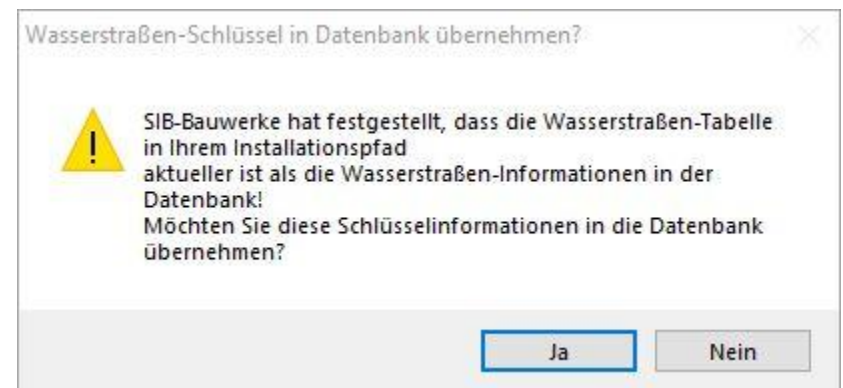 Wasserstraßen-Schlüssel in Datenbank übernehmen?
SIB-Bauwerke hat festgestellt, dass die Wasserstraßen-Tabelle
in Ihrem Installationspfad
aktueller ist als die Wasserstraßen-Informationen in der
Datenbank!
Möchten Sie diese Schlüsselinformationen in die Datenbank
übernehmen?
Ja
Nein